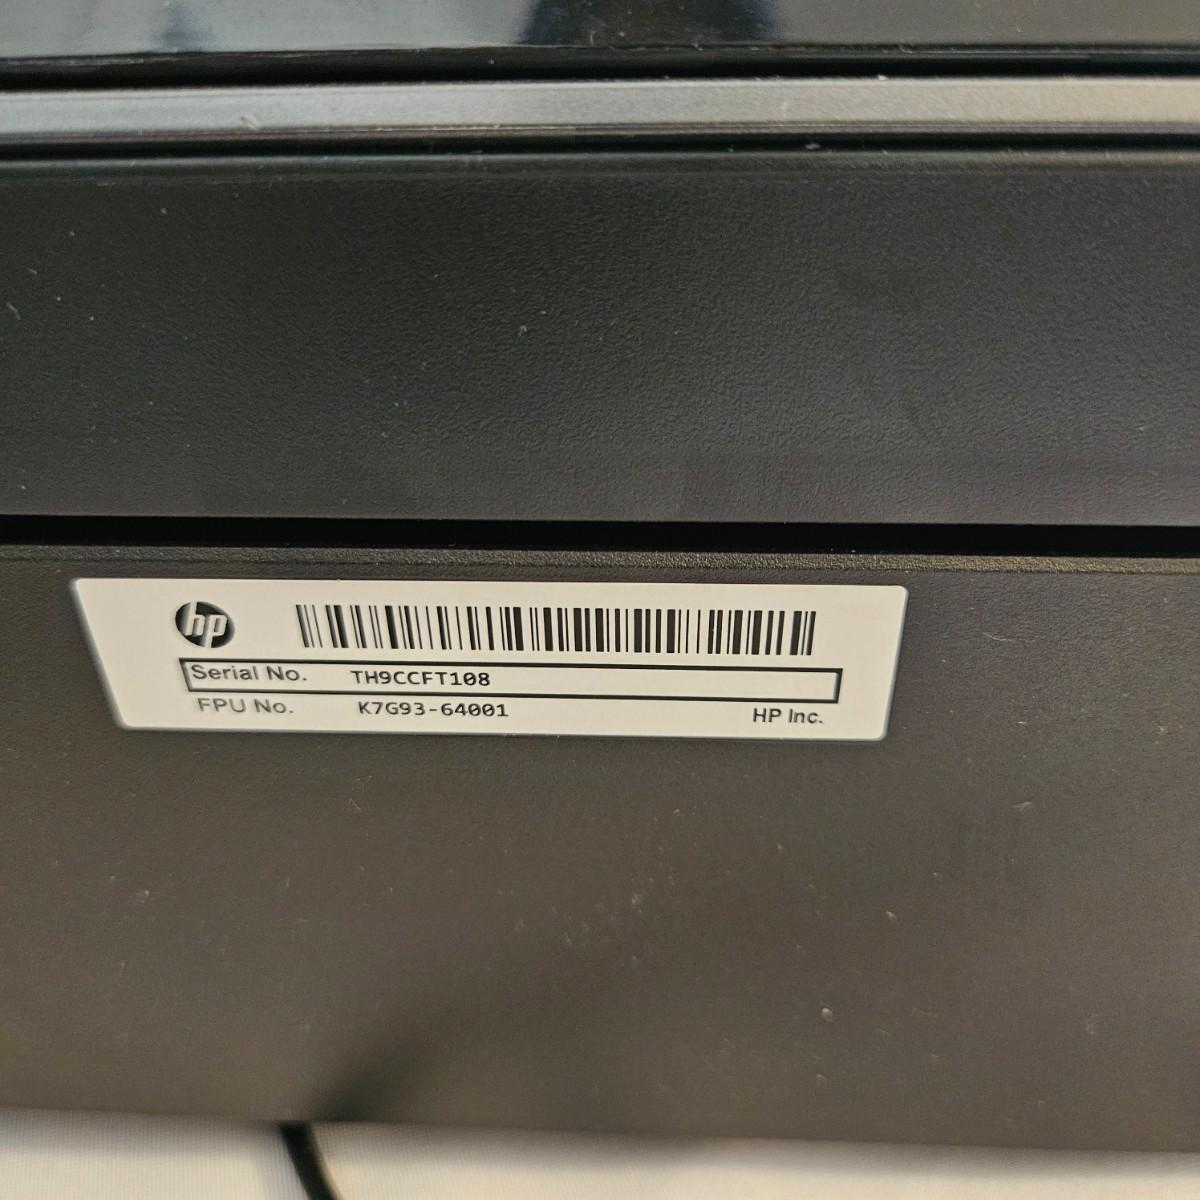 hp
Serial No. TH9CCFT108
FPU No. K7G93-64001
HP Inc.